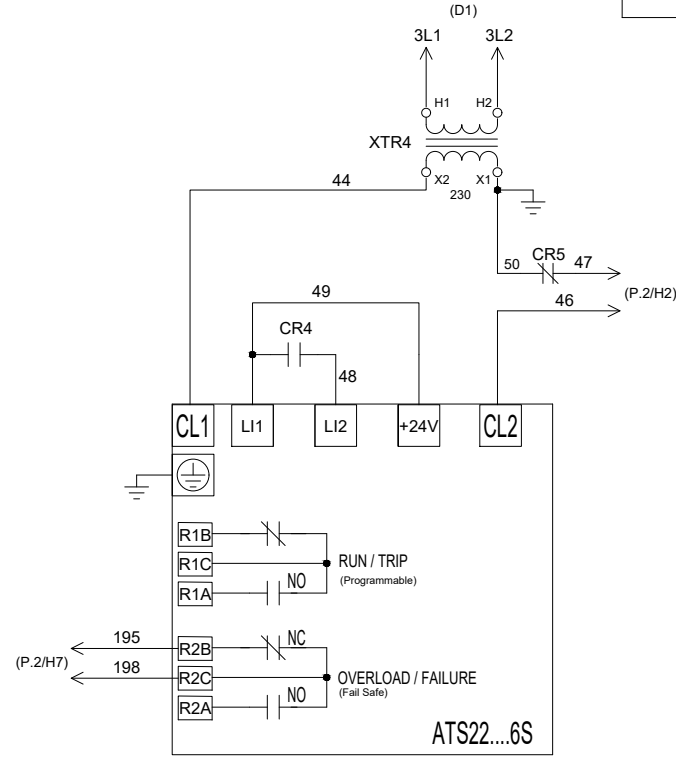 (D1)
3L1 3L2
H1 H2
XTR4
X2 X1
44 230
50 CR5 47
(P.2/H2)
49 46
CR4
48
CL1 LI1 LI2 +24V CL2
R1B
R1C RUN / TRIP
(Programmable)
R1A NO
195 R2B NC
(P.2/H7)
198 R2C OVERLOAD / FAILURE
(Fail Safe)
R2A NO
ATS22....6S